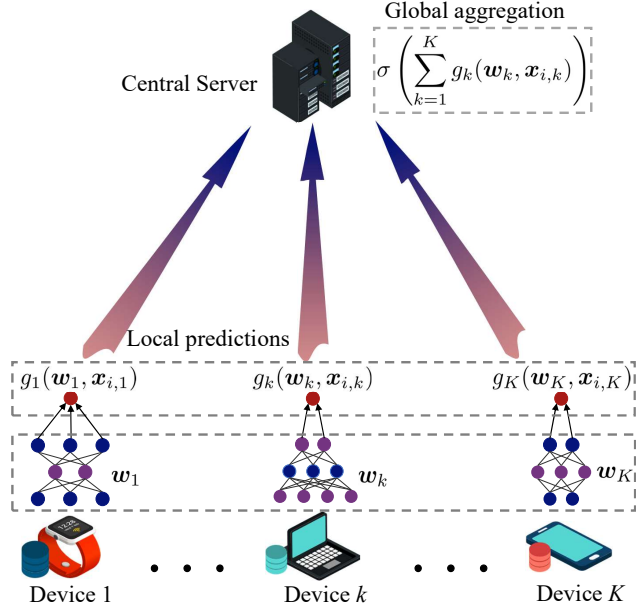 Global aggregation
Central Server
σ ( ∑_{k=1}^{K} g_k(w_k, x_{i,k}) )
Local predictions
g_1(w_1, x_{i,1}) g_k(w_k, x_{i,k}) g_K(w_K, x_{i,K})
w_1 w_k w_K
12:28
Device 1 • • • Device k • • • Device K